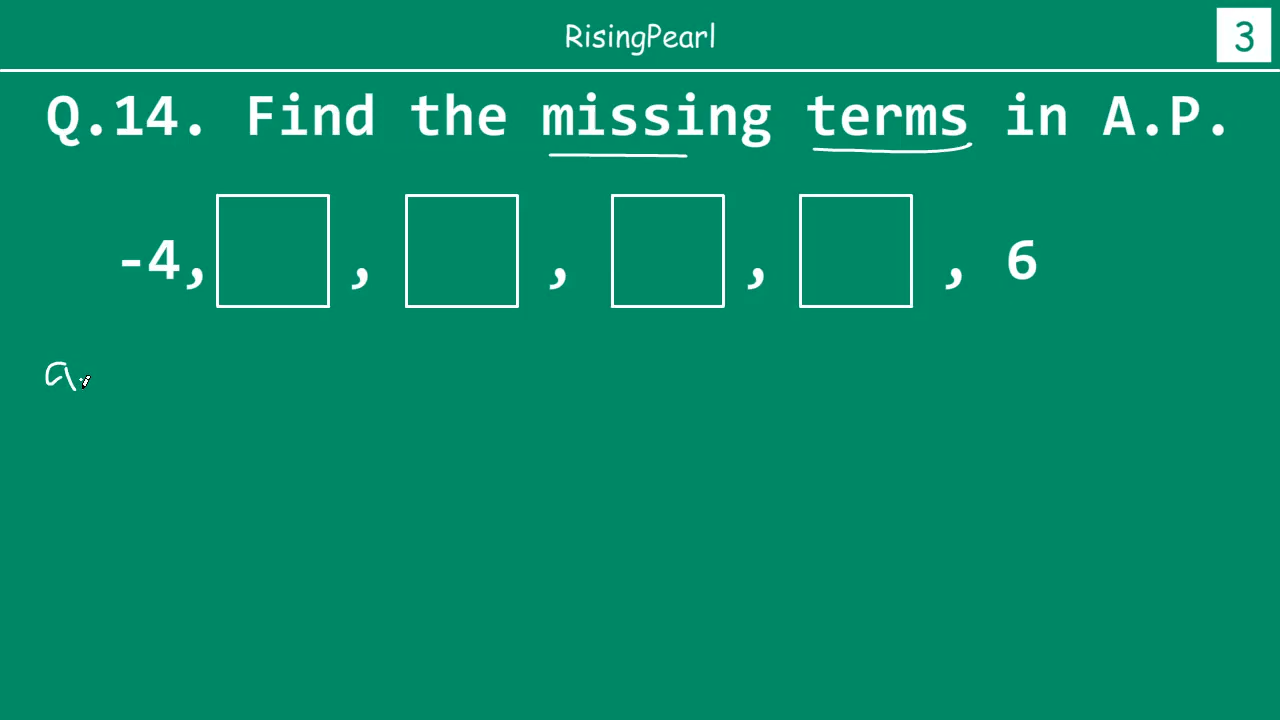 RisingPearl
3
Q.14. Find the missing terms in A.P.
-4, , , , , 6
a